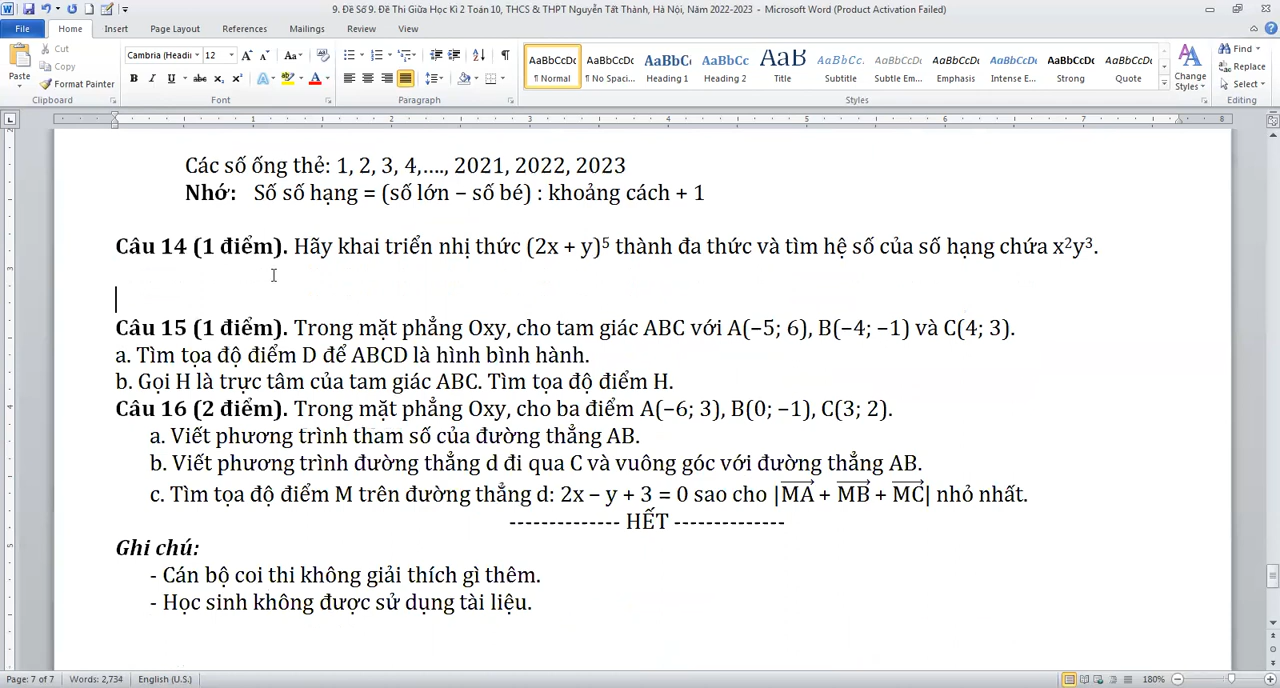 9. Đề Số 9. Đề Thi Giữa Học Kì 2 Toán 10, THCS & THPT Nguyễn Tất Thành, Hà Nội, Năm 2022-2023 - Microsoft Word (Product Activation Failed)
File Home Insert Page Layout References Mailings Review View
Cut
Copy
Format Painter
Paste
Clipboard
Cambria (Headi 12
Font
Paragraph
AaBbCcDc AaBbCcDc AaBbC AaBbCc AaB AaBbCc. AaBbCcDc AaBbCcDc AaBbCcDc AaBbCcDc AaBbCcDc
¶ Normal ¶ No Spaci... Heading 1 Heading 2 Title Subtitle Subtle Em... Emphasis Intense E... Strong Quote
Styles
Change Styles
Find
Replace
Select
Editing
1 2 3 4 5 6 7 8
Các số ống thẻ: 1, 2, 3, 4,...., 2021, 2022, 2023
Nhớ: Số số hạng = (số lớn − số bé) : khoảng cách + 1
Câu 14 (1 điểm). Hãy khai triển nhị thức (2x + y)⁵ thành đa thức và tìm hệ số của số hạng chứa x²y³.
Câu 15 (1 điểm). Trong mặt phẳng Oxy, cho tam giác ABC với A(−5; 6), B(−4; −1) và C(4; 3).
a. Tìm tọa độ điểm D để ABCD là hình bình hành.
b. Gọi H là trực tâm của tam giác ABC. Tìm tọa độ điểm H.
Câu 16 (2 điểm). Trong mặt phẳng Oxy, cho ba điểm A(−6; 3), B(0; −1), C(3; 2).
a. Viết phương trình tham số của đường thẳng AB.
b. Viết phương trình đường thẳng d đi qua C và vuông góc với đường thẳng AB.
c. Tìm tọa độ điểm M trên đường thẳng d: 2x − y + 3 = 0 sao cho |MA + MB + MC| nhỏ nhất.
-------------- HẾT --------------
Ghi chú:
- Cán bộ coi thi không giải thích gì thêm.
- Học sinh không được sử dụng tài liệu.
Page: 7 of 7 Words: 2,734 English (U.S.) 180%